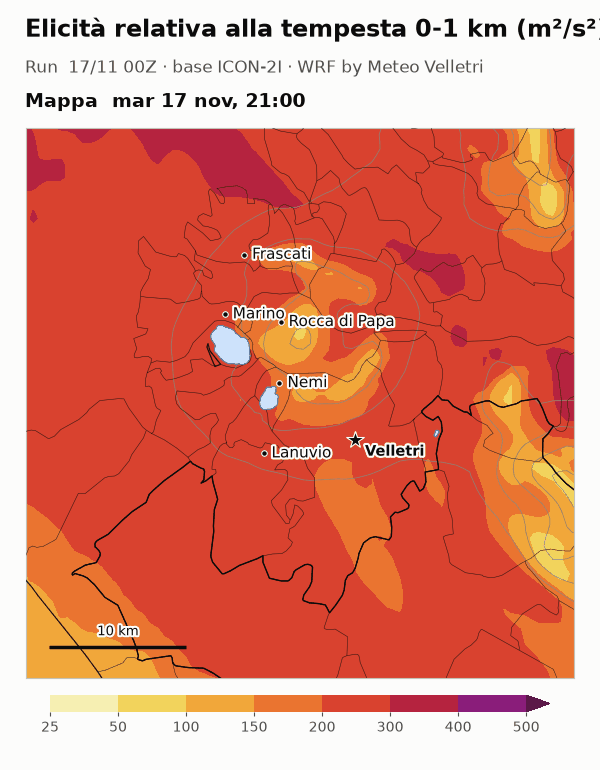 Elicità relativa alla tempesta 0-1 km (m²/s²)
Run 17/11 00Z · base ICON-2I · WRF by Meteo Velletri
Mappa mar 17 nov, 21:00
Frascati
Marino
Rocca di Papa
Nemi
Velletri
Lanuvio
10 km
25 50 100 150 200 300 400 500